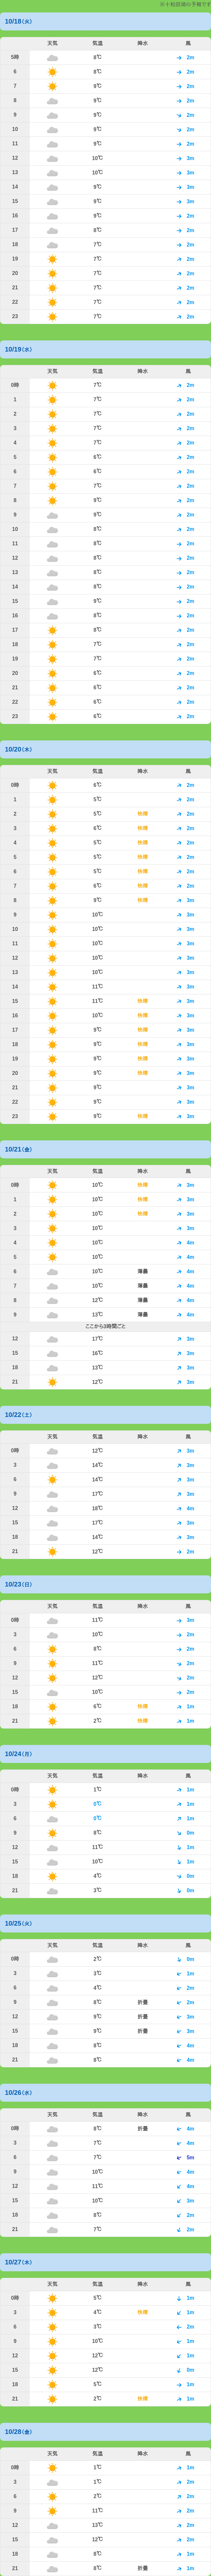 10/18(火)
天気 気温 降水 風
5時 8℃ 2m
6 8℃ 2m
7 9℃ 2m
8 9℃ 2m
9 9℃ 2m
10 9℃ 2m
11 9℃ 2m
12 10℃ 3m
13 10℃ 3m
14 9℃ 3m
15 9℃ 3m
16 9℃ 2m
17 8℃ 2m
18 7℃ 2m
19 7℃ 2m
20 7℃ 2m
21 7℃ 2m
22 7℃ 2m
23 7℃ 2m
10/19(水)
天気 気温 降水 風
0時 7℃ 2m
1 7℃ 2m
2 7℃ 2m
3 7℃ 2m
4 7℃ 2m
5 6℃ 2m
6 6℃ 2m
7 7℃ 2m
8 9℃ 2m
9 9℃ 2m
10 8℃ 2m
11 8℃ 2m
12 8℃ 2m
13 8℃ 2m
14 8℃ 2m
15 9℃ 2m
16 8℃ 2m
17 8℃ 2m
18 7℃ 2m
19 7℃ 2m
20 6℃ 2m
21 6℃ 2m
22 6℃ 2m
23 6℃ 2m
10/20(木)
天気 気温 降水 風
0時 6℃ 2m
1 5℃ 2m
2 5℃ 快晴 2m
3 6℃ 快晴 2m
4 5℃ 快晴 2m
5 5℃ 快晴 2m
6 5℃ 快晴 2m
7 6℃ 快晴 2m
8 9℃ 快晴 3m
9 10℃ 3m
10 10℃ 3m
11 10℃ 3m
12 10℃ 3m
13 10℃ 3m
14 11℃ 3m
15 11℃ 快晴 3m
16 10℃ 快晴 3m
17 9℃ 快晴 3m
18 9℃ 快晴 3m
19 9℃ 快晴 3m
20 9℃ 快晴 3m
21 9℃ 3m
22 9℃ 3m
23 9℃ 快晴 3m
10/21(金)
天気 気温 降水 風
0時 10℃ 快晴 3m
1 10℃ 快晴 3m
2 10℃ 快晴 3m
3 10℃ 3m
4 10℃ 4m
5 10℃ 4m
6 10℃ 薄曇 4m
7 10℃ 薄曇 4m
8 12℃ 薄曇 4m
9 13℃ 薄曇 4m
ここから3時間ごと
12 17℃ 3m
15 16℃ 3m
18 13℃ 3m
21 12℃ 3m
10/22(土)
天気 気温 降水 風
0時 12℃ 3m
3 14℃ 3m
6 14℃ 3m
9 17℃ 3m
12 18℃ 4m
15 17℃ 3m
18 14℃ 3m
21 12℃ 2m
10/23(日)
天気 気温 降水 風
0時 11℃ 3m
3 10℃ 2m
6 8℃ 2m
9 11℃ 2m
12 12℃ 2m
15 10℃ 2m
18 6℃ 快晴 1m
21 2℃ 快晴 1m
10/24(月)
天気 気温 降水 風
0時 1℃ 1m
3 0℃ 1m
6 0℃ 1m
9 8℃ 0m
12 11℃ 1m
15 10℃ 1m
18 4℃ 0m
21 3℃ 0m
10/25(火)
天気 気温 降水 風
0時 2℃ 0m
3 3℃ 1m
6 4℃ 2m
9 8℃ 折曇 2m
12 9℃ 折曇 3m
15 9℃ 折曇 3m
18 8℃ 4m
21 8℃ 4m
10/26(水)
天気 気温 降水 風
0時 8℃ 折曇 4m
3 7℃ 4m
6 7℃ 5m
9 10℃ 4m
12 11℃ 4m
15 10℃ 3m
18 8℃ 2m
21 7℃ 2m
10/27(木)
天気 気温 降水 風
0時 5℃ 1m
3 4℃ 快晴 1m
6 3℃ 2m
9 10℃ 1m
12 12℃ 1m
15 12℃ 0m
18 5℃ 1m
21 2℃ 快晴 1m
10/28(金)
天気 気温 降水 風
0時 1℃ 1m
3 1℃ 2m
6 2℃ 2m
9 11℃ 2m
12 13℃ 2m
15 12℃ 2m
18 8℃ 1m
21 8℃ 折曇 1m